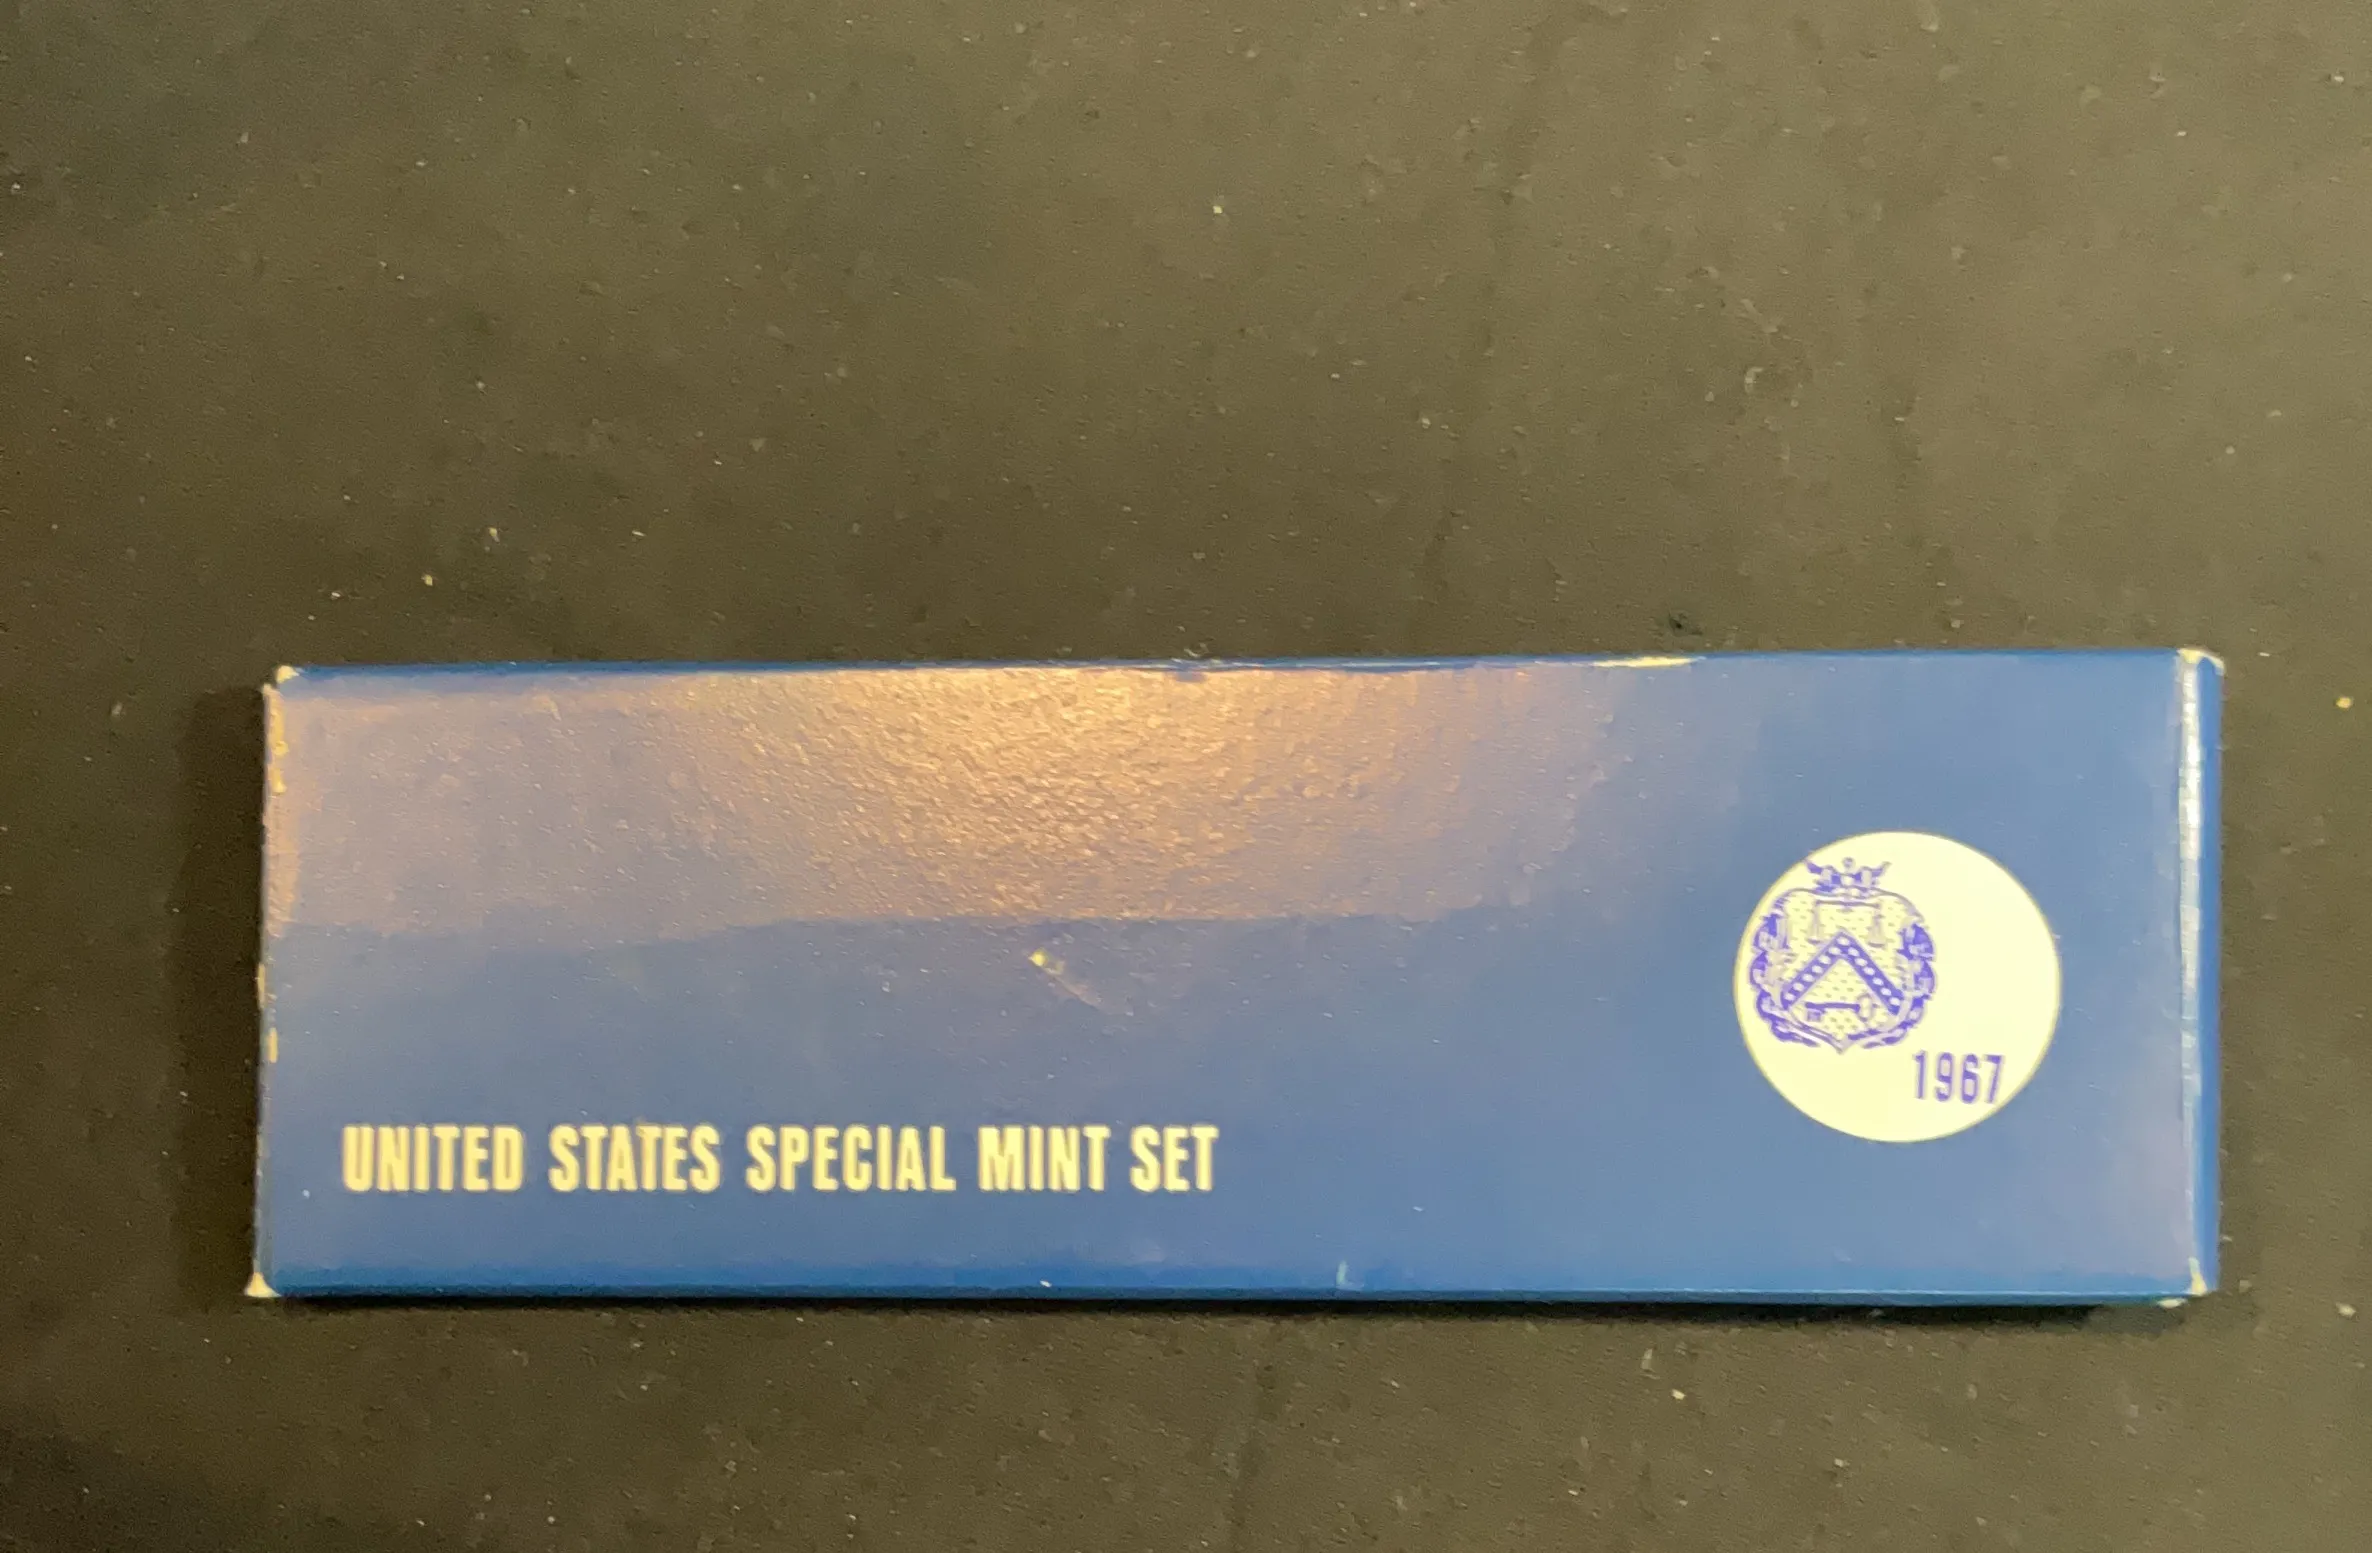 1967
UNITED STATES SPECIAL MINT SET